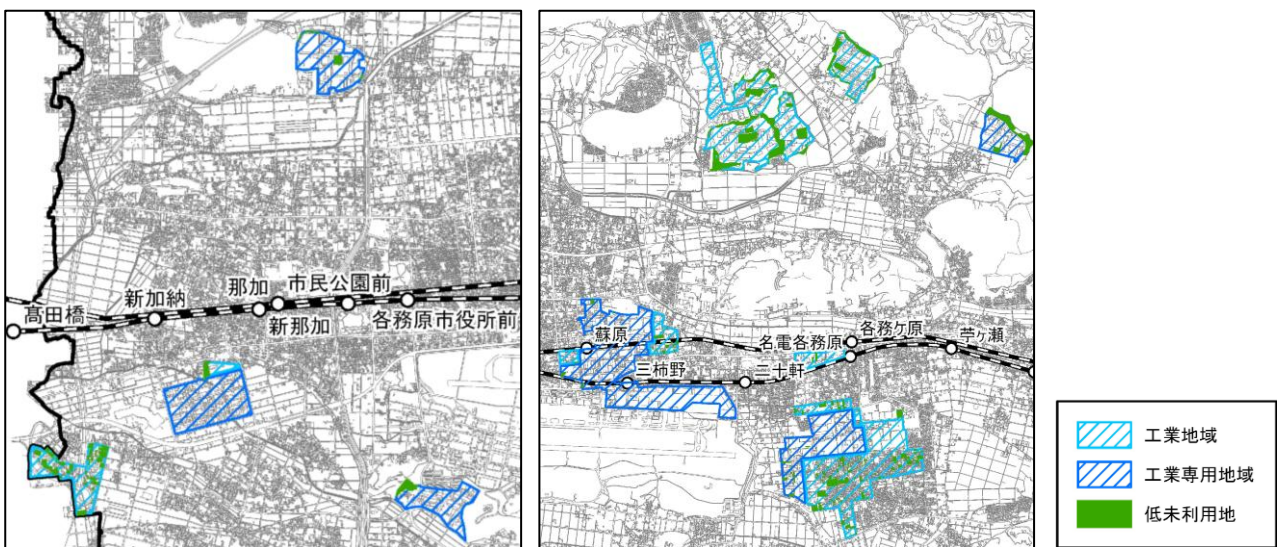 高田橋
新加納
那加
市民公園前
新那加
各務原市役所前
蘇原
三柿野
二十軒
名電各務原
各務ケ原
苧ヶ瀬
工業地域
工業専用地域
低未利用地